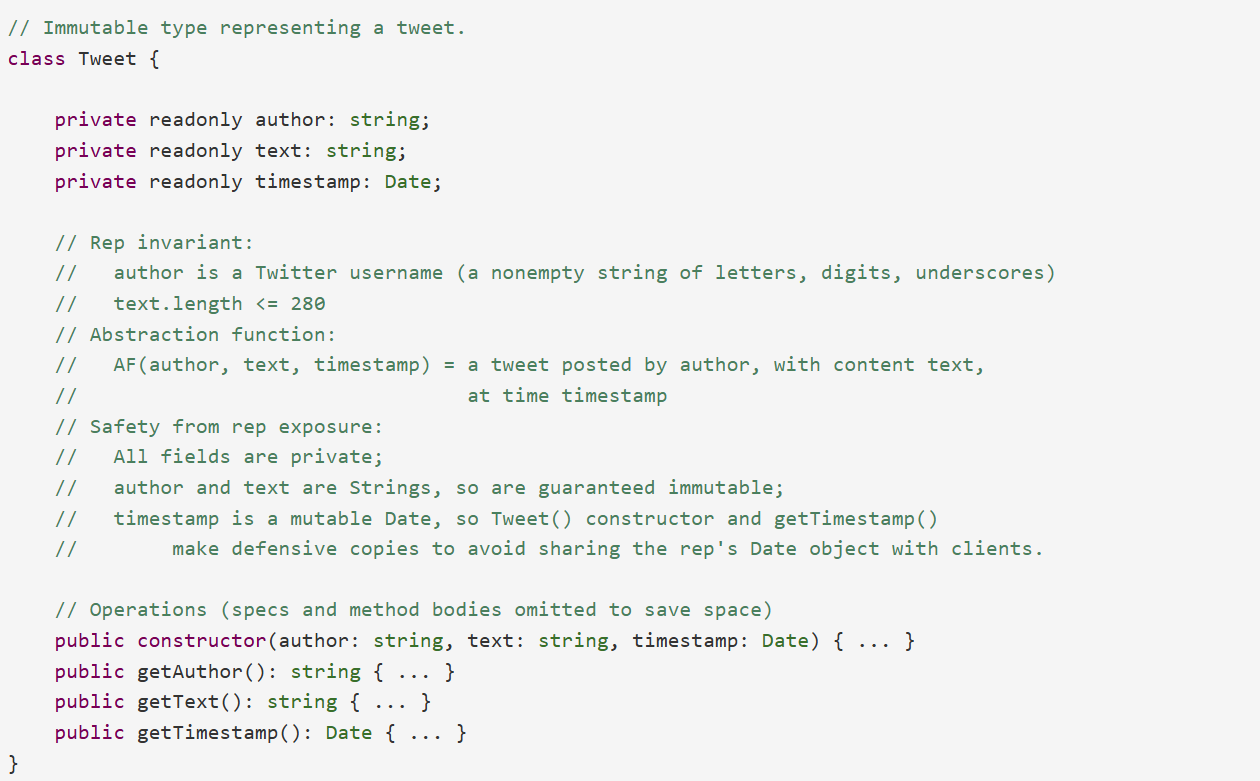 // Immutable type representing a tweet.
class Tweet {
    private readonly author: string;
    private readonly text: string;
    private readonly timestamp: Date;
    // Rep invariant:
    //   author is a Twitter username (a nonempty string of letters, digits, underscores)
    //   text.length <= 280
    // Abstraction function:
    //   AF(author, text, timestamp) = a tweet posted by author, with content text,
    //                                 at time timestamp
    // Safety from rep exposure:
    //   All fields are private;
    //   author and text are Strings, so are guaranteed immutable;
    //   timestamp is a mutable Date, so Tweet() constructor and getTimestamp()
    //        make defensive copies to avoid sharing the rep's Date object with clients.
    // Operations (specs and method bodies omitted to save space)
    public constructor(author: string, text: string, timestamp: Date) { ... }
    public getAuthor(): string { ... }
    public getText(): string { ... }
    public getTimestamp(): Date { ... }
}